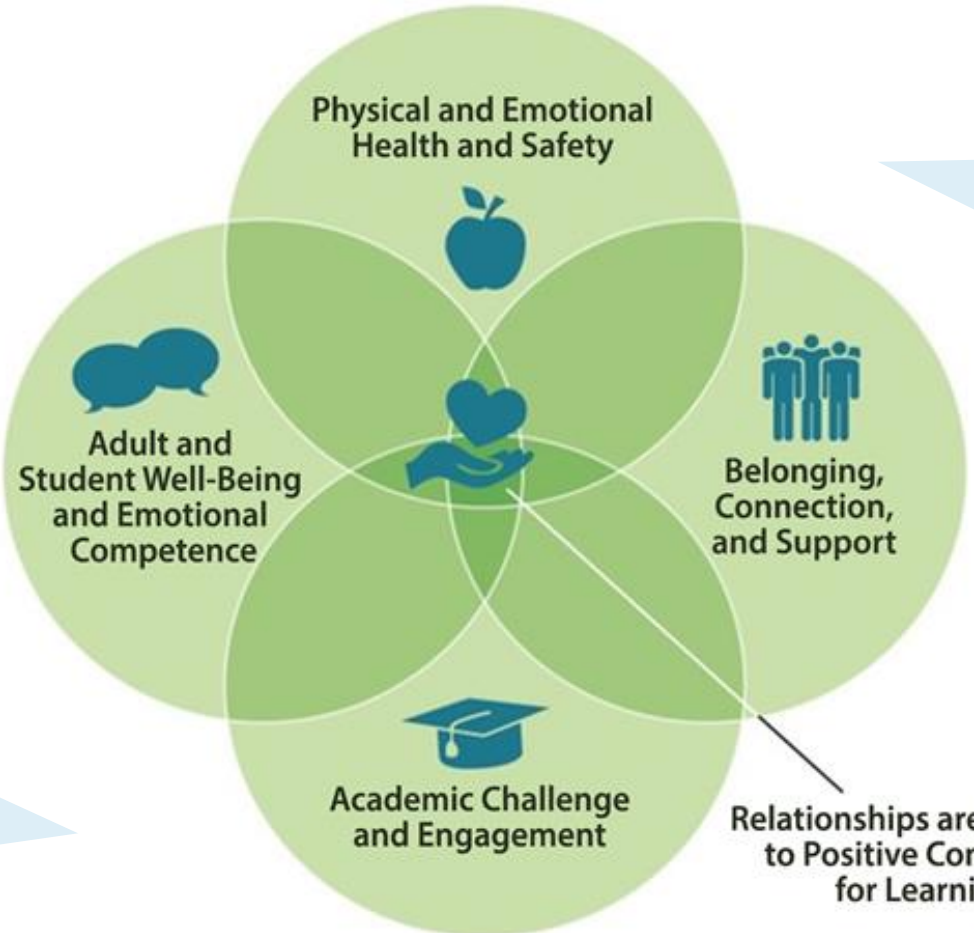 Physical and Emotional
Health and Safety
Adult and
Student Well-Being
and Emotional
Competence
Belonging,
Connection,
and Support
Academic Challenge
and Engagement
Relationships are
to Positive
for